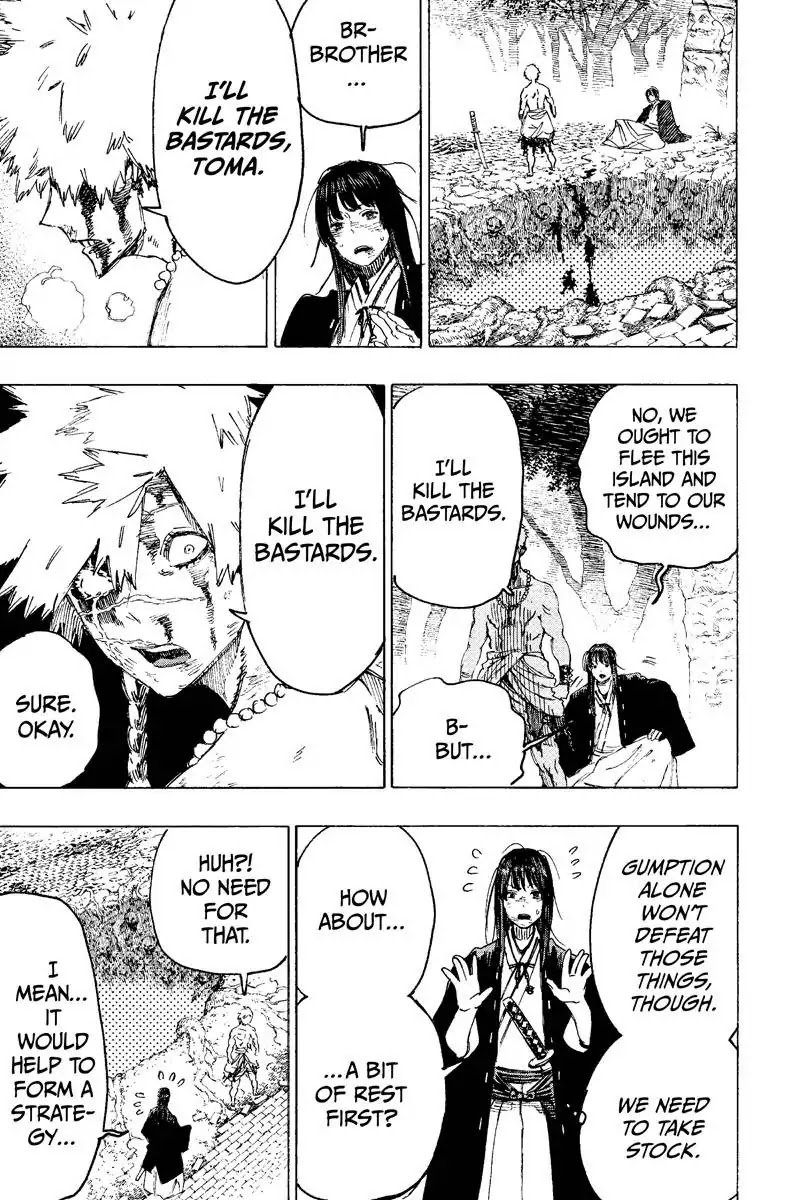 BR-
BROTHER
...
I'LL
KILL THE
BASTARDS,
TOMA.
NO, WE
OUGHT TO
FLEE THIS
ISLAND AND
TEND TO OUR
WOUNDS...
I'LL
KILL THE
BASTARDS.
B-
BUT...
I'LL
KILL THE
BASTARDS.
SURE.
OKAY.
GUMPTION
ALONE
WON'T
DEFEAT
THOSE
THINGS,
THOUGH.
WE NEED
TO TAKE
STOCK.
HOW
ABOUT...
...A BIT
OF REST
FIRST?
HUH?!
NO NEED
FOR
THAT.
I
MEAN...
IT
WOULD
HELP TO
FORM A
STRATE-
GY...